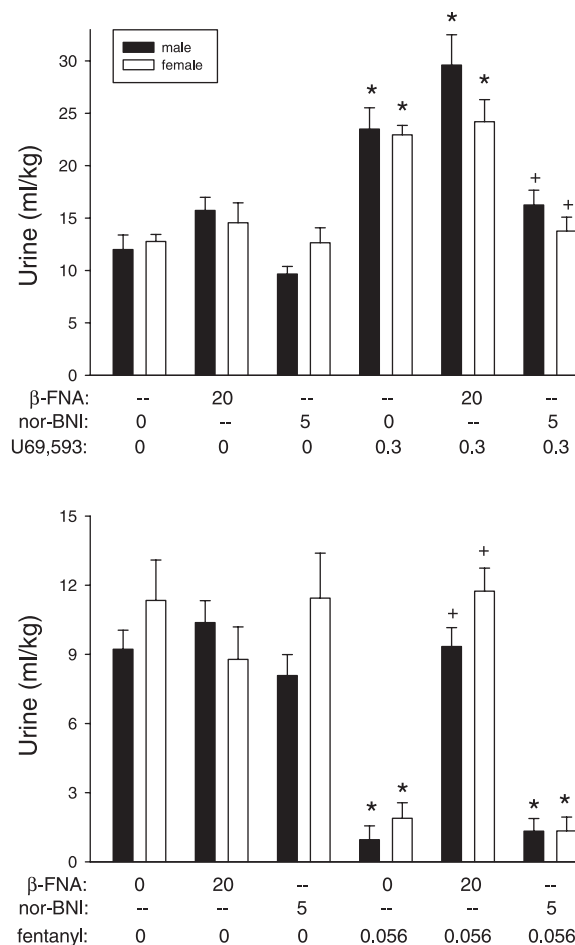 male
female
Urine (ml/kg)
30
25
20
15
10
5
0
* * * * + +
β-FNA: -- 20 -- -- 20 --
nor-BNI: 0 -- 5 0 -- 5
U69,593: 0 0 0 0.3 0.3 0.3
Urine (ml/kg)
15
12
9
6
3
0
* * + + * *
β-FNA: 0 20 -- 0 20 --
nor-BNI: -- -- 5 -- -- 5
fentanyl: 0 0 0 0.056 0.056 0.056